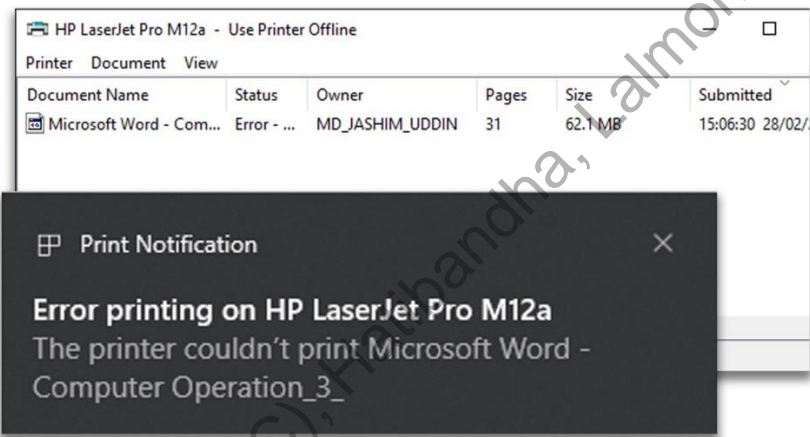 HP LaserJet Pro M12a - Use Printer Offline
Printer Document View
Document Name Status Owner Pages Size Submitted
Microsoft Word - Com... Error - ... MD_JASHIM_UDDIN 31 62.1 MB 15:06:30 28/02/
Print Notification
Error printing on HP LaserJet Pro M12a
The printer couldn't print Microsoft Word -
Computer Operation_3_
Hatibandha, Lalmon